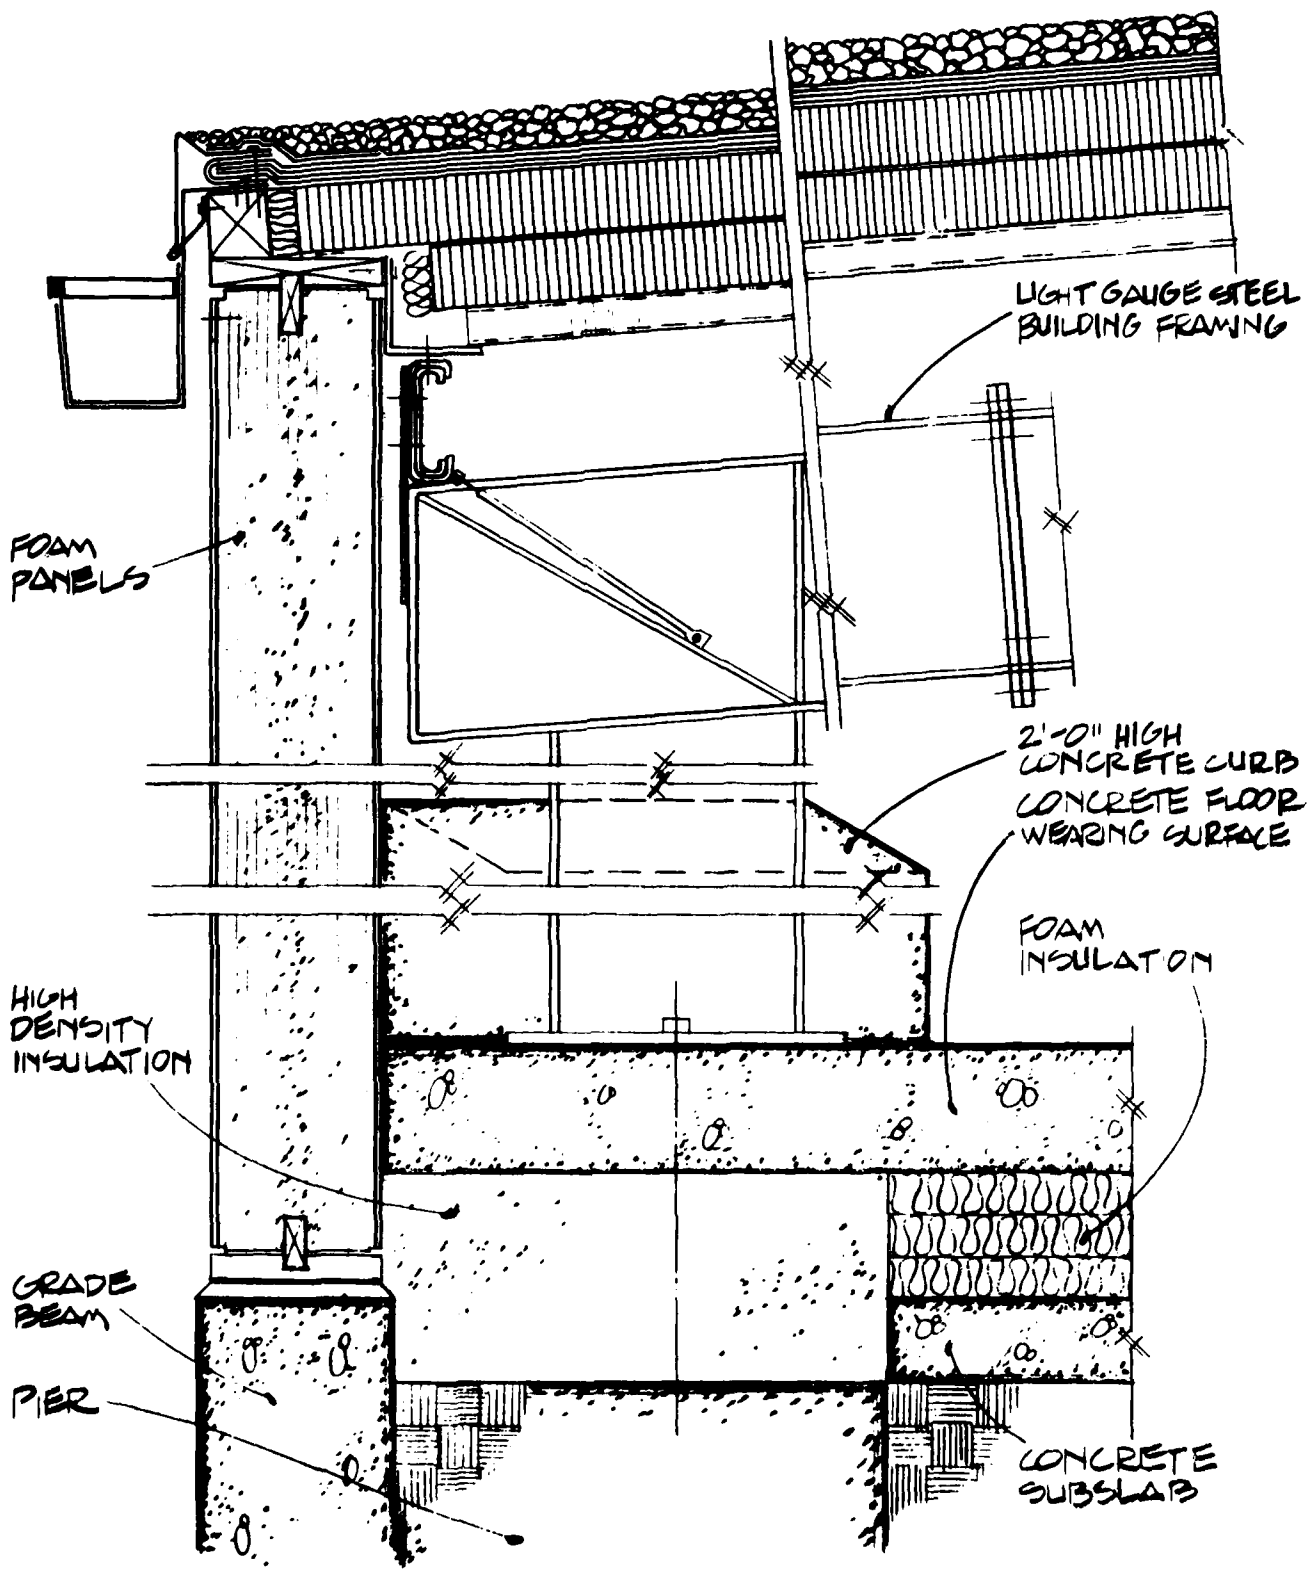 LIGHT GAUGE STEEL
BUILDING FRAMING
FOAM
PANELS
2'-0" HIGH
CONCRETE CURB
CONCRETE FLOOR
WEARING SURFACE
FOAM
INSULATION
HIGH
DENSITY
INSULATION
GRADE
BEAM
PIER
CONCRETE
SUBSLAB